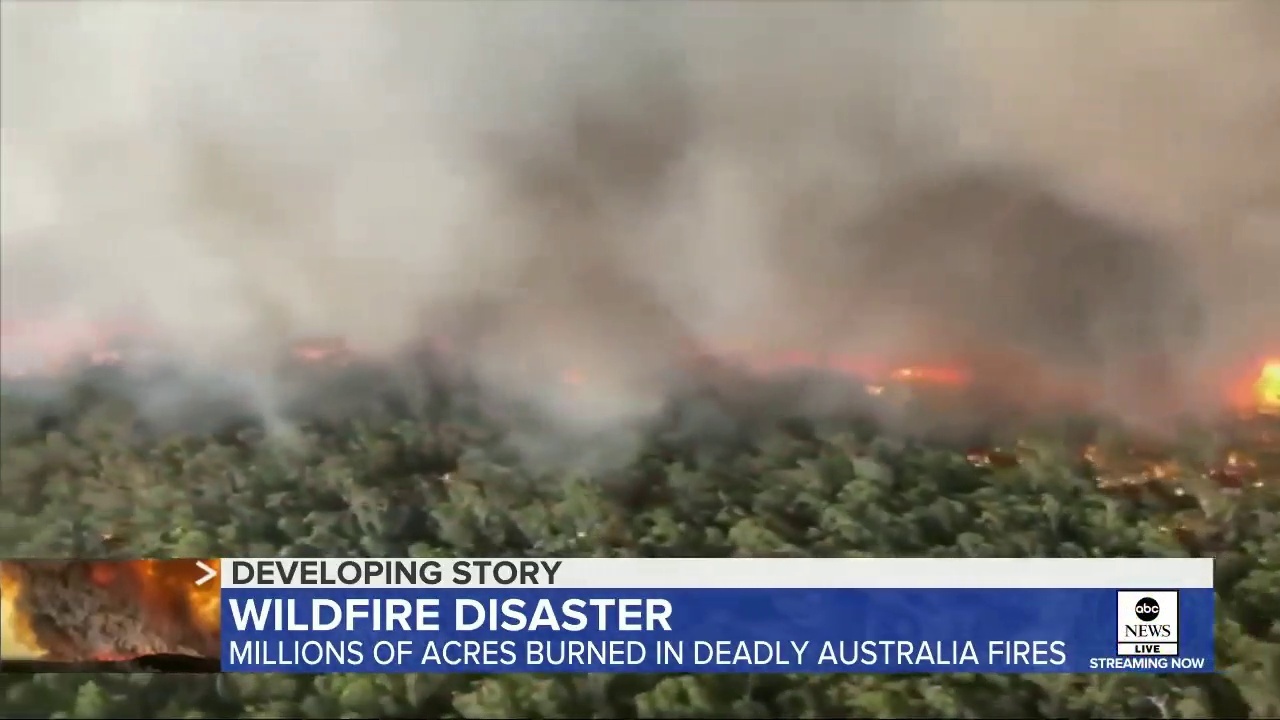 DEVELOPING STORY
WILDFIRE DISASTER
MILLIONS OF ACRES BURNED IN DEADLY AUSTRALIA FIRES
abc
NEWS
LIVE
STREAMING NOW